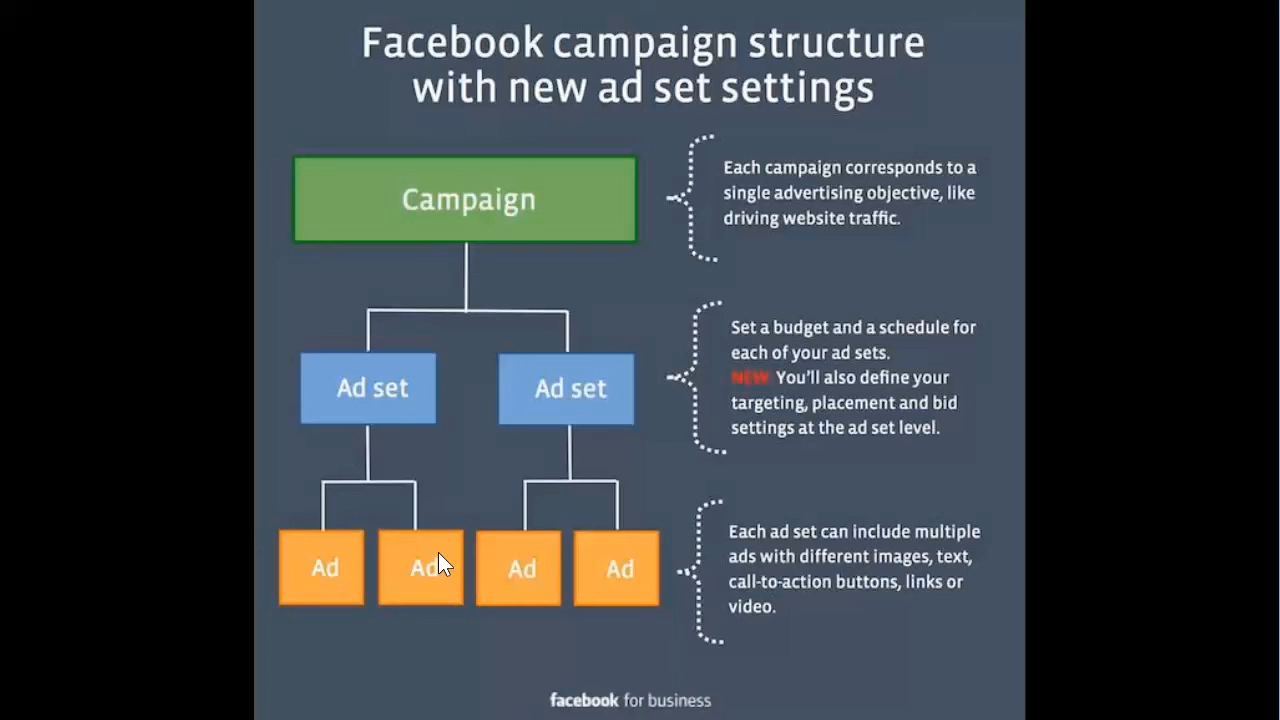 Facebook campaign structure
with new ad set settings
Campaign
Each campaign corresponds to a
single advertising objective, like
driving website traffic.
Ad set
Ad set
Set a budget and a schedule for
each of your ad sets.
NEW: You'll also define your
targeting, placement and bid
settings at the ad set level.
Ad
Ad
Ad
Ad
Each ad set can include multiple
ads with different images, text,
call-to-action buttons, links or
video.
facebook for business